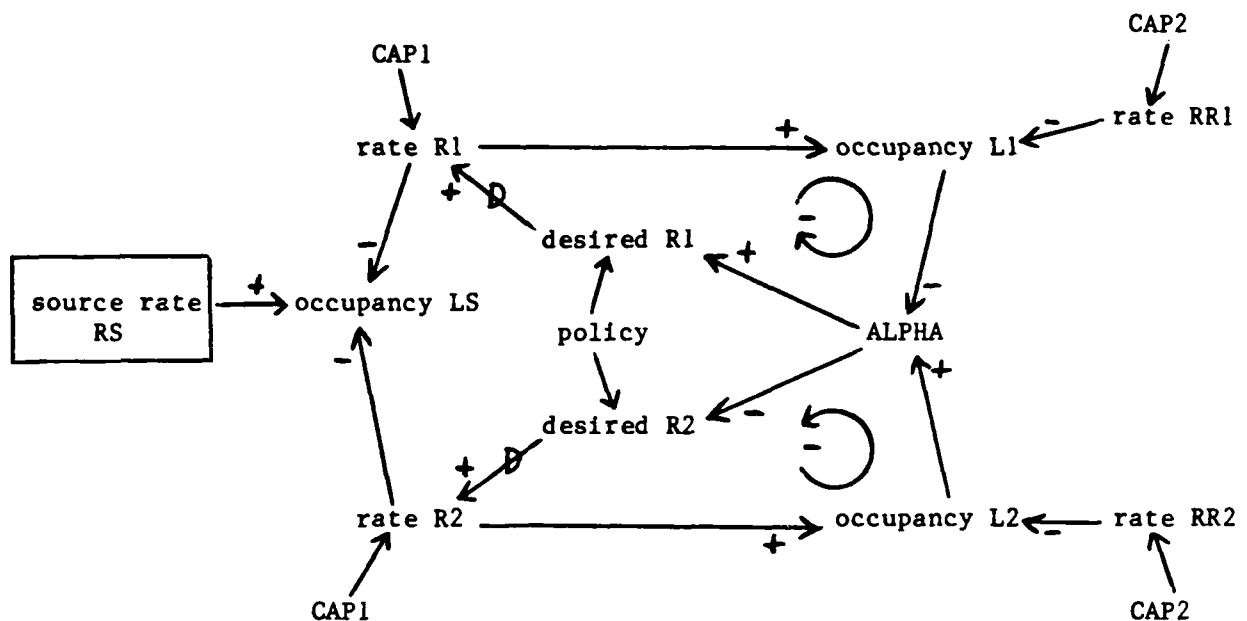 CAP2
CAP1
rate RR1
+
-
rate R1
occupancy L1
+
D
-
-
desired R1
+
-
+
source rate
RS
occupancy LS
policy
ALPHA
-
+
-
desired R2
-
+
D
rate R2
occupancy L2
rate RR2
+
-
CAP1
CAP2